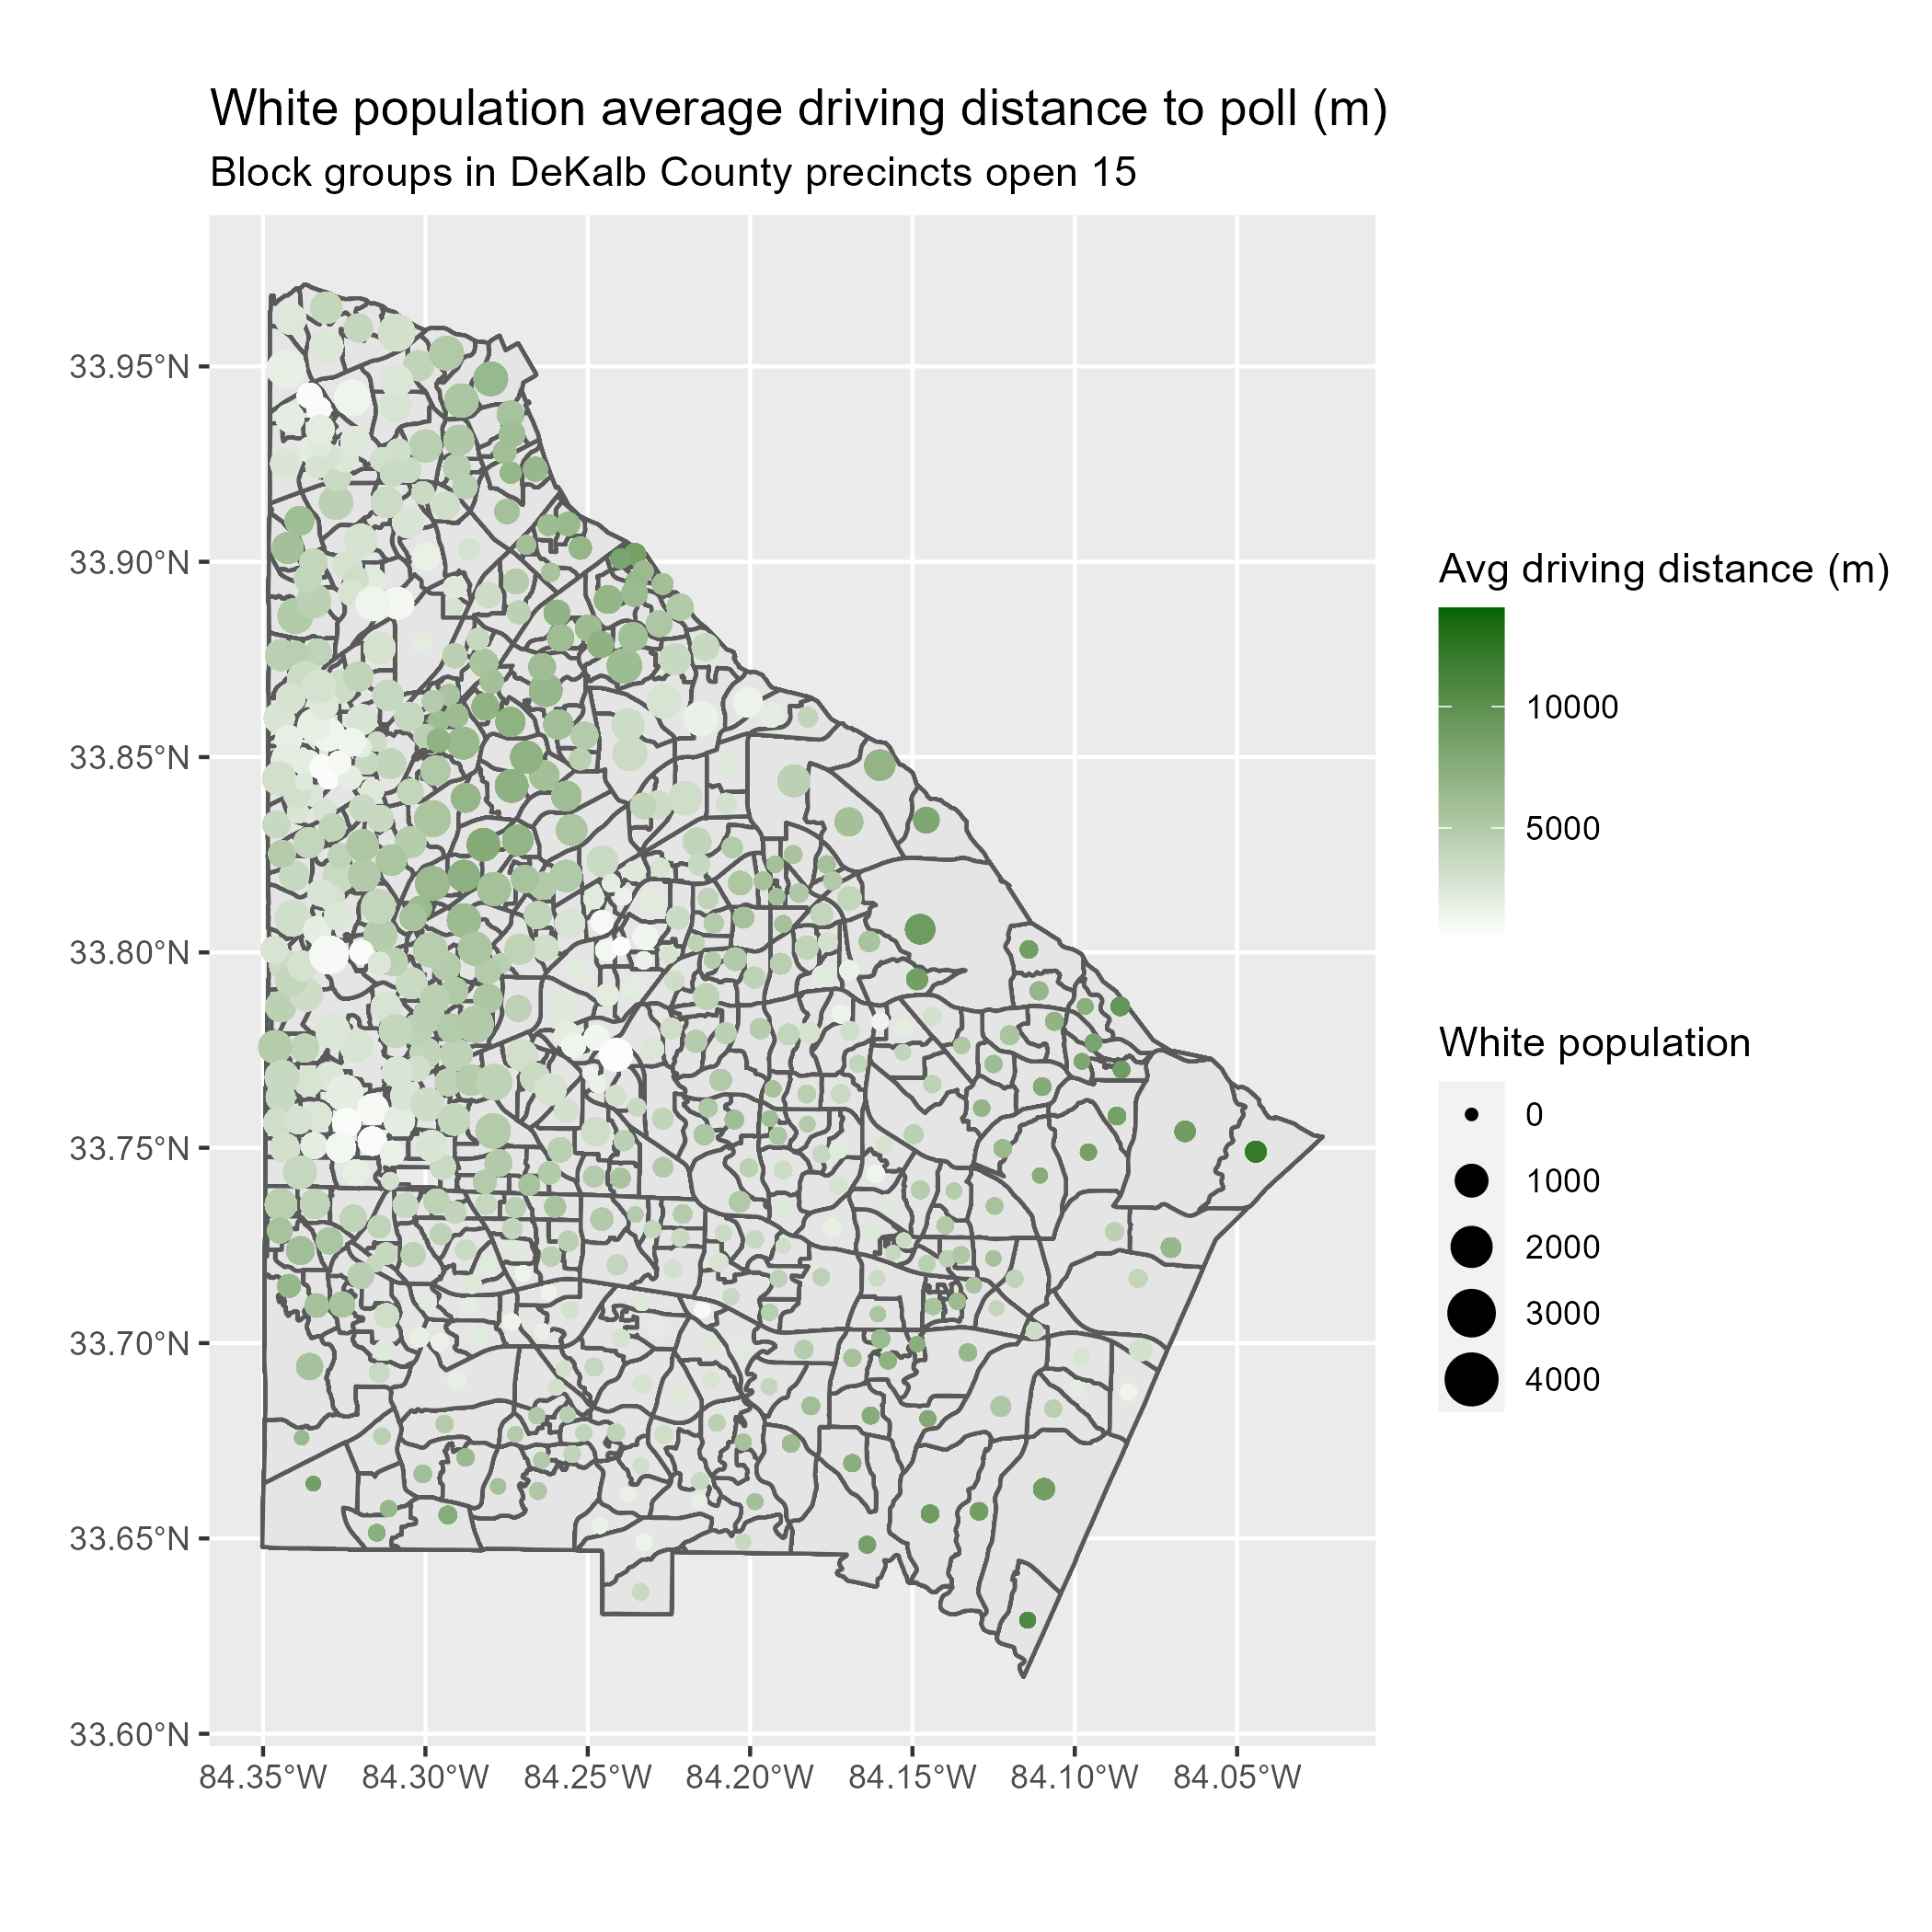 White population average driving distance to poll (m)
Block groups in DeKalb County precincts open 15
33.95°N
33.90°N
33.85°N
33.80°N
33.75°N
33.70°N
33.65°N
33.60°N
84.35°W
84.30°W
84.25°W
84.20°W
84.15°W
84.10°W
84.05°W
Avg driving distance (m)
10000
5000
White population
0
1000
2000
3000
4000